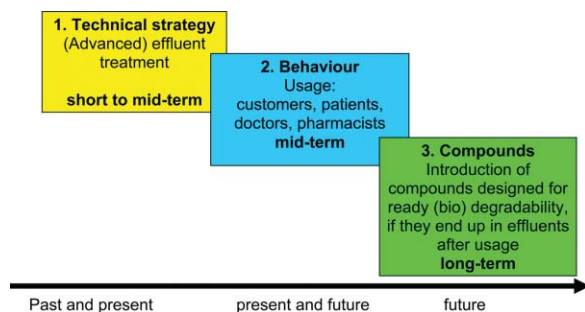 1. Technical strategy
(Advanced) effluent
treatment
short to mid-term
2. Behaviour
Usage:
customers, patients,
doctors, pharmacists
mid-term
3. Compounds
Introduction of
compounds designed for
ready (bio) degradability,
if they end up in effluents
after usage
long-term
Past and present
present and future
future